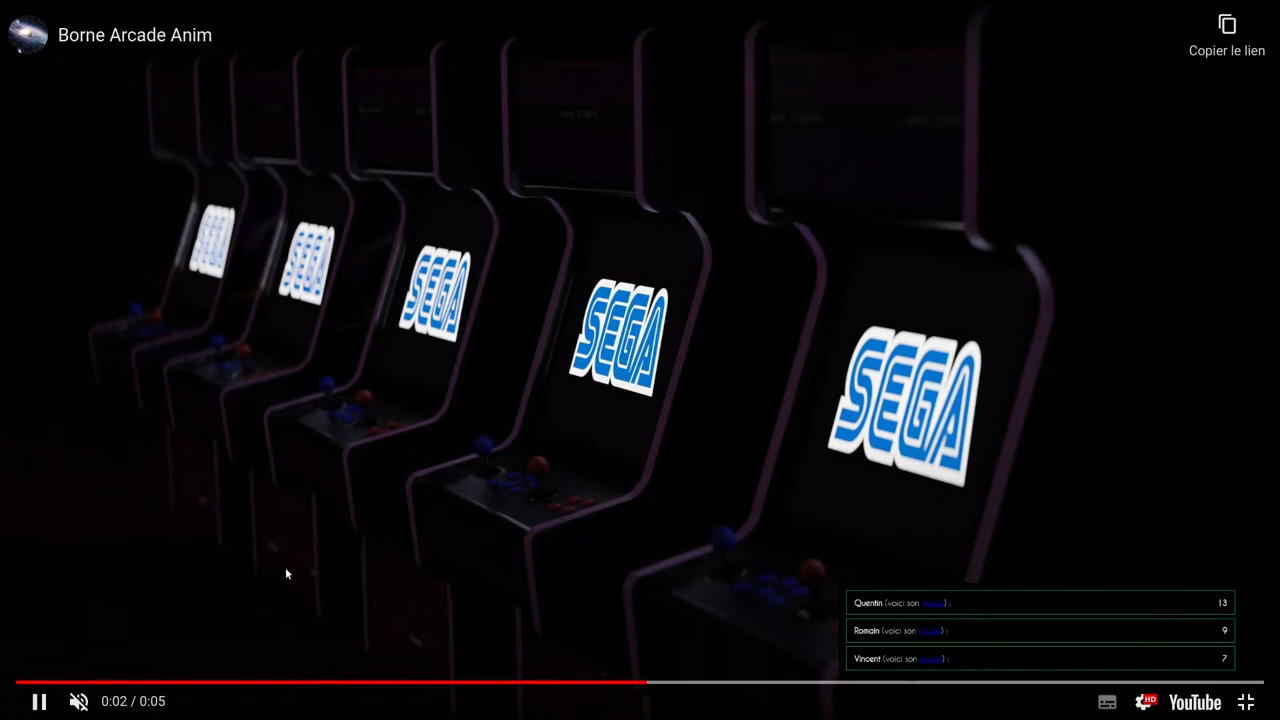 Borne Arcade Anim
Copier le lien
SEGA
SEGA
SEGA
SEGA
SEGA
Quentin (voici son) : 13
Romain (voici son) : 9
Vincent (voici son) : 7
0:02 / 0:05
HD
YouTube